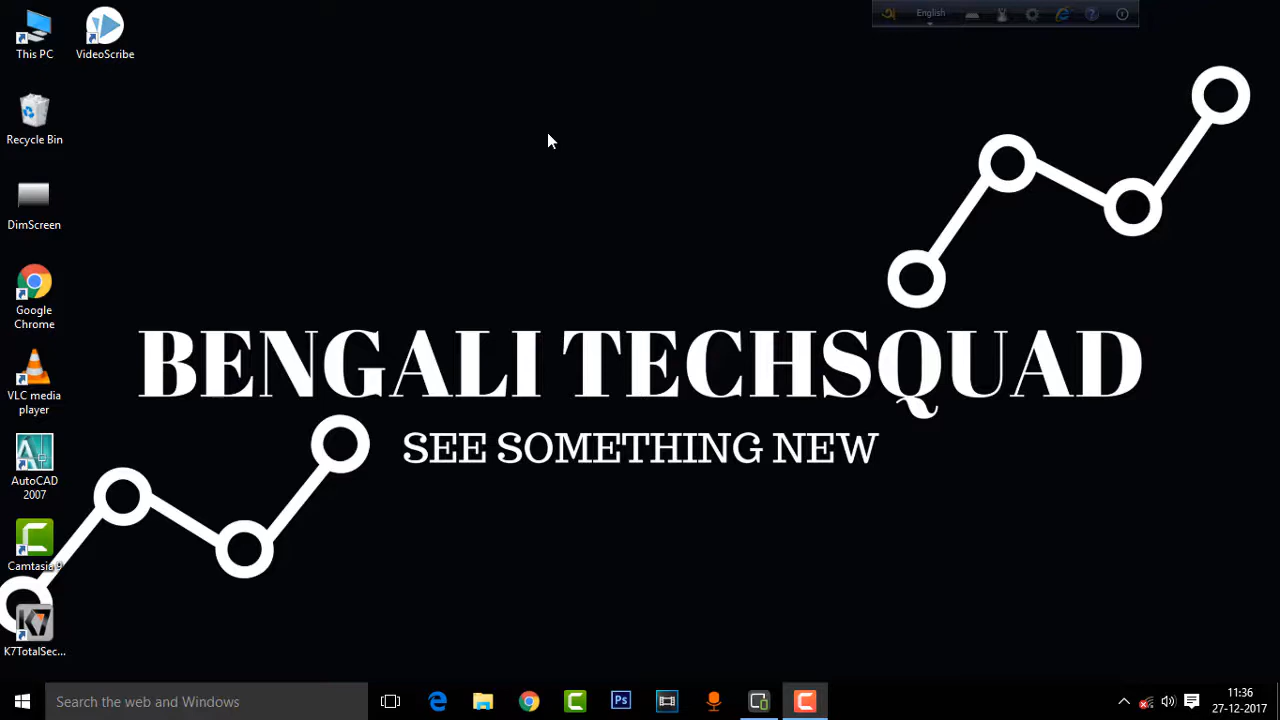 This PC
VideoScribe
Recycle Bin
DimScreen
Google
Chrome
VLC media
player
AutoCAD
2007
Camtasia 9
K7TotalSec...
English
BENGALI TECHSQUAD
SEE SOMETHING NEW
Search the web and Windows
Ps
11:36
27-12-2017